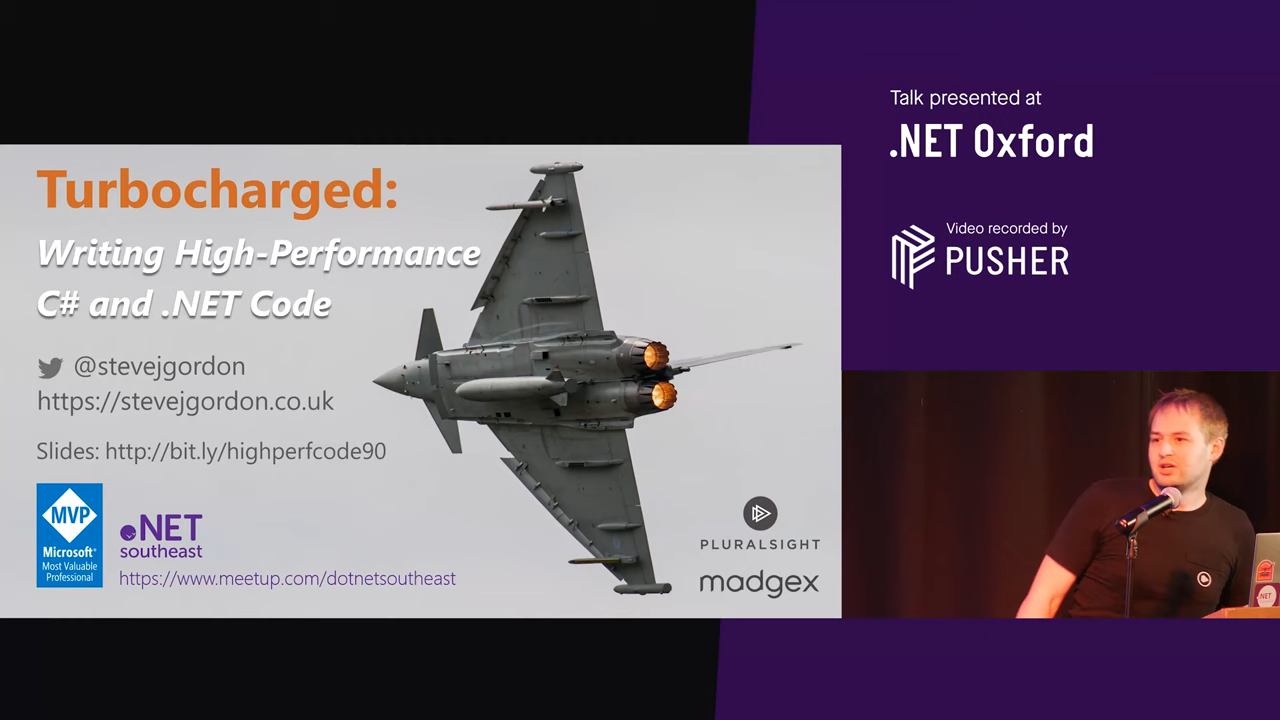 Turbocharged:
Writing High-Performance
C# and .NET Code
@stevejgordon
https://stevejgordon.co.uk
Slides: http://bit.ly/highperfcode90
MVP
Microsoft®
Most Valuable
Professional
.NET
southeast
https://www.meetup.com/dotnetsoutheast
PLURALSIGHT
madgex
Talk presented at
.NET Oxford
Video recorded by
PUSHER
.NET